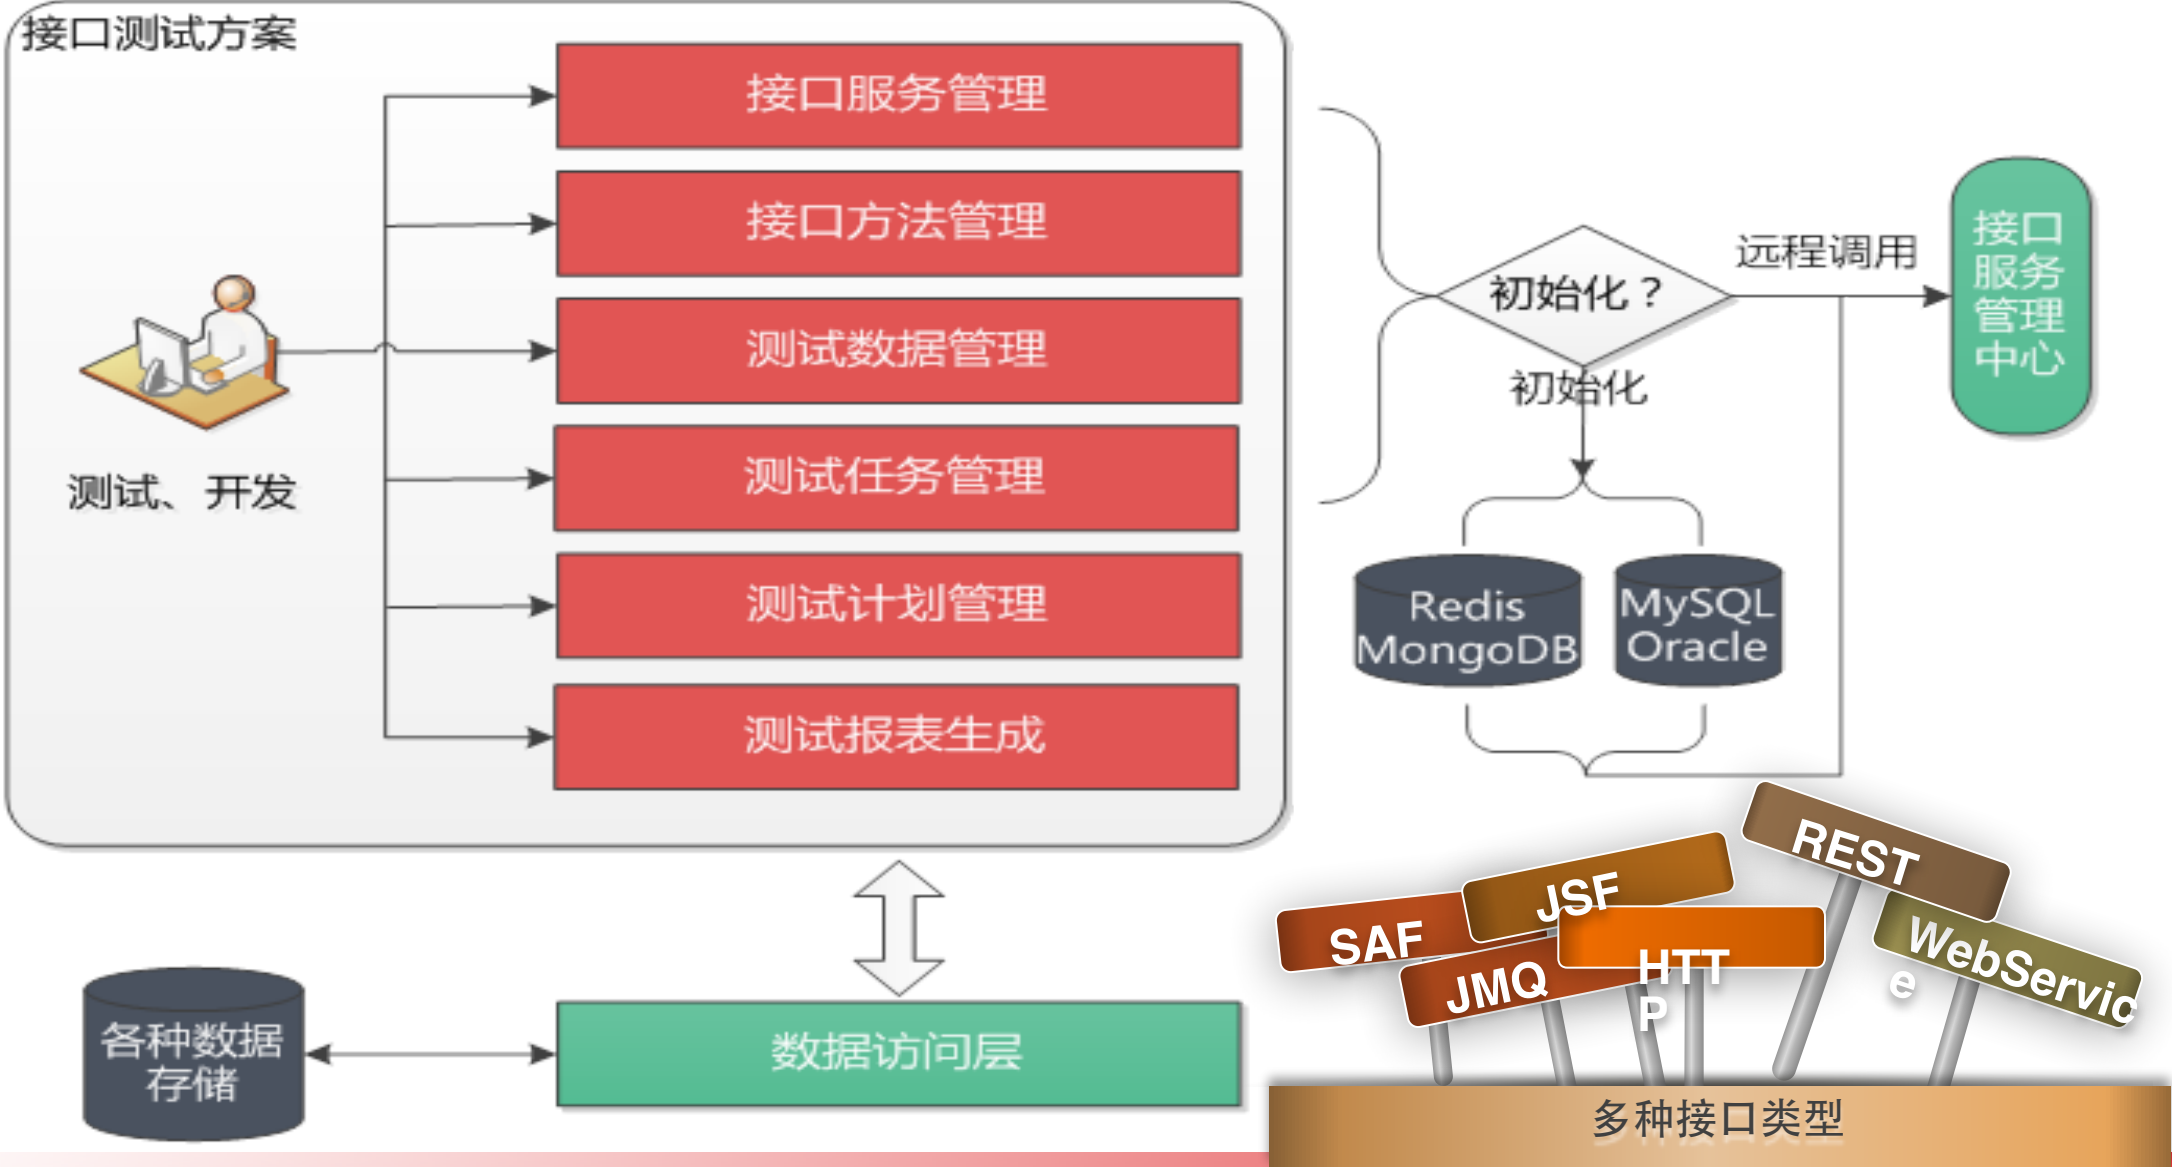 接口测试方案
接口服务管理
接口方法管理
测试数据管理
测试任务管理
测试计划管理
测试报表生成
测试、开发
初始化？
远程调用
初始化
接口
服务
管理
中心
Redis
MongoDB
MySQL
Oracle
各种数据
存储
数据访问层
SAF
JSF
JMQ
HTT
P
REST
WebServic
e
多种接口类型